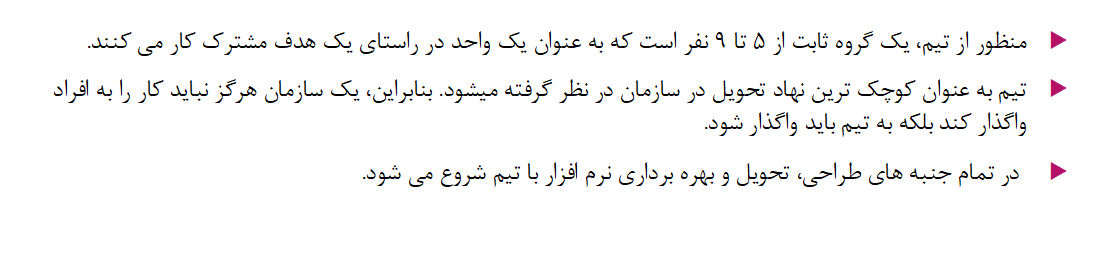 منظور از تیم، یک گروه ثابت از ۵ تا ۹ نفر است که به عنوان یک واحد در راستای یک هدف مشترک کار می کنند.
تیم به عنوان کوچک ترین نهاد تحویل در سازمان در نظر گرفته میشود. بنابراین، یک سازمان هرگز نباید کار را به افراد
واگذار کند بلکه به تیم باید واگذار شود.
در تمام جنبه های طراحی، تحویل و بهره برداری نرم افزار با تیم شروع می شود.